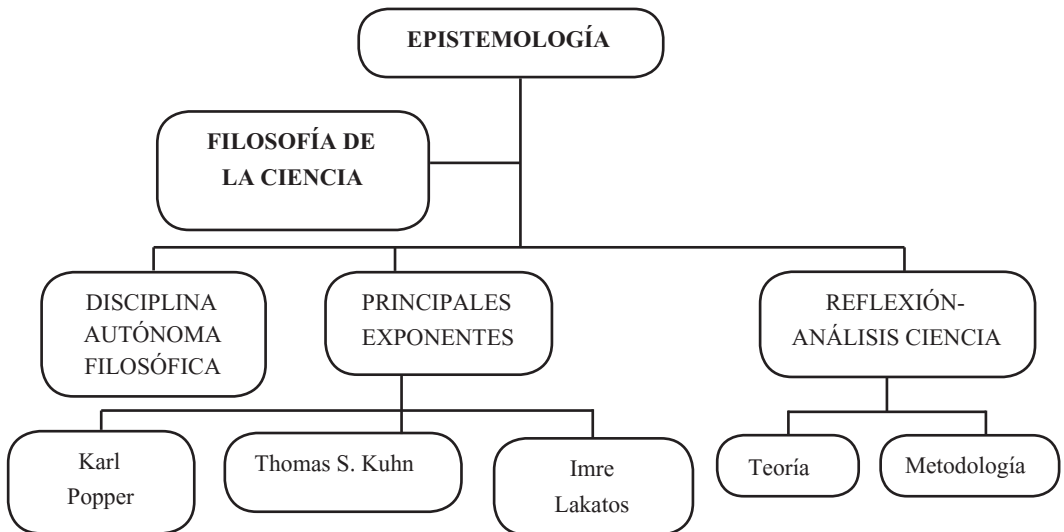 EPISTEMOLOGÍA
FILOSOFÍA DE
LA CIENCIA
DISCIPLINA
AUTÓNOMA
FILOSÓFICA
PRINCIPALES
EXPONENTES
REFLEXIÓN-
ANÁLISIS CIENCIA
Karl
Popper
Thomas S. Kuhn
Imre
Lakatos
Teoría
Metodología